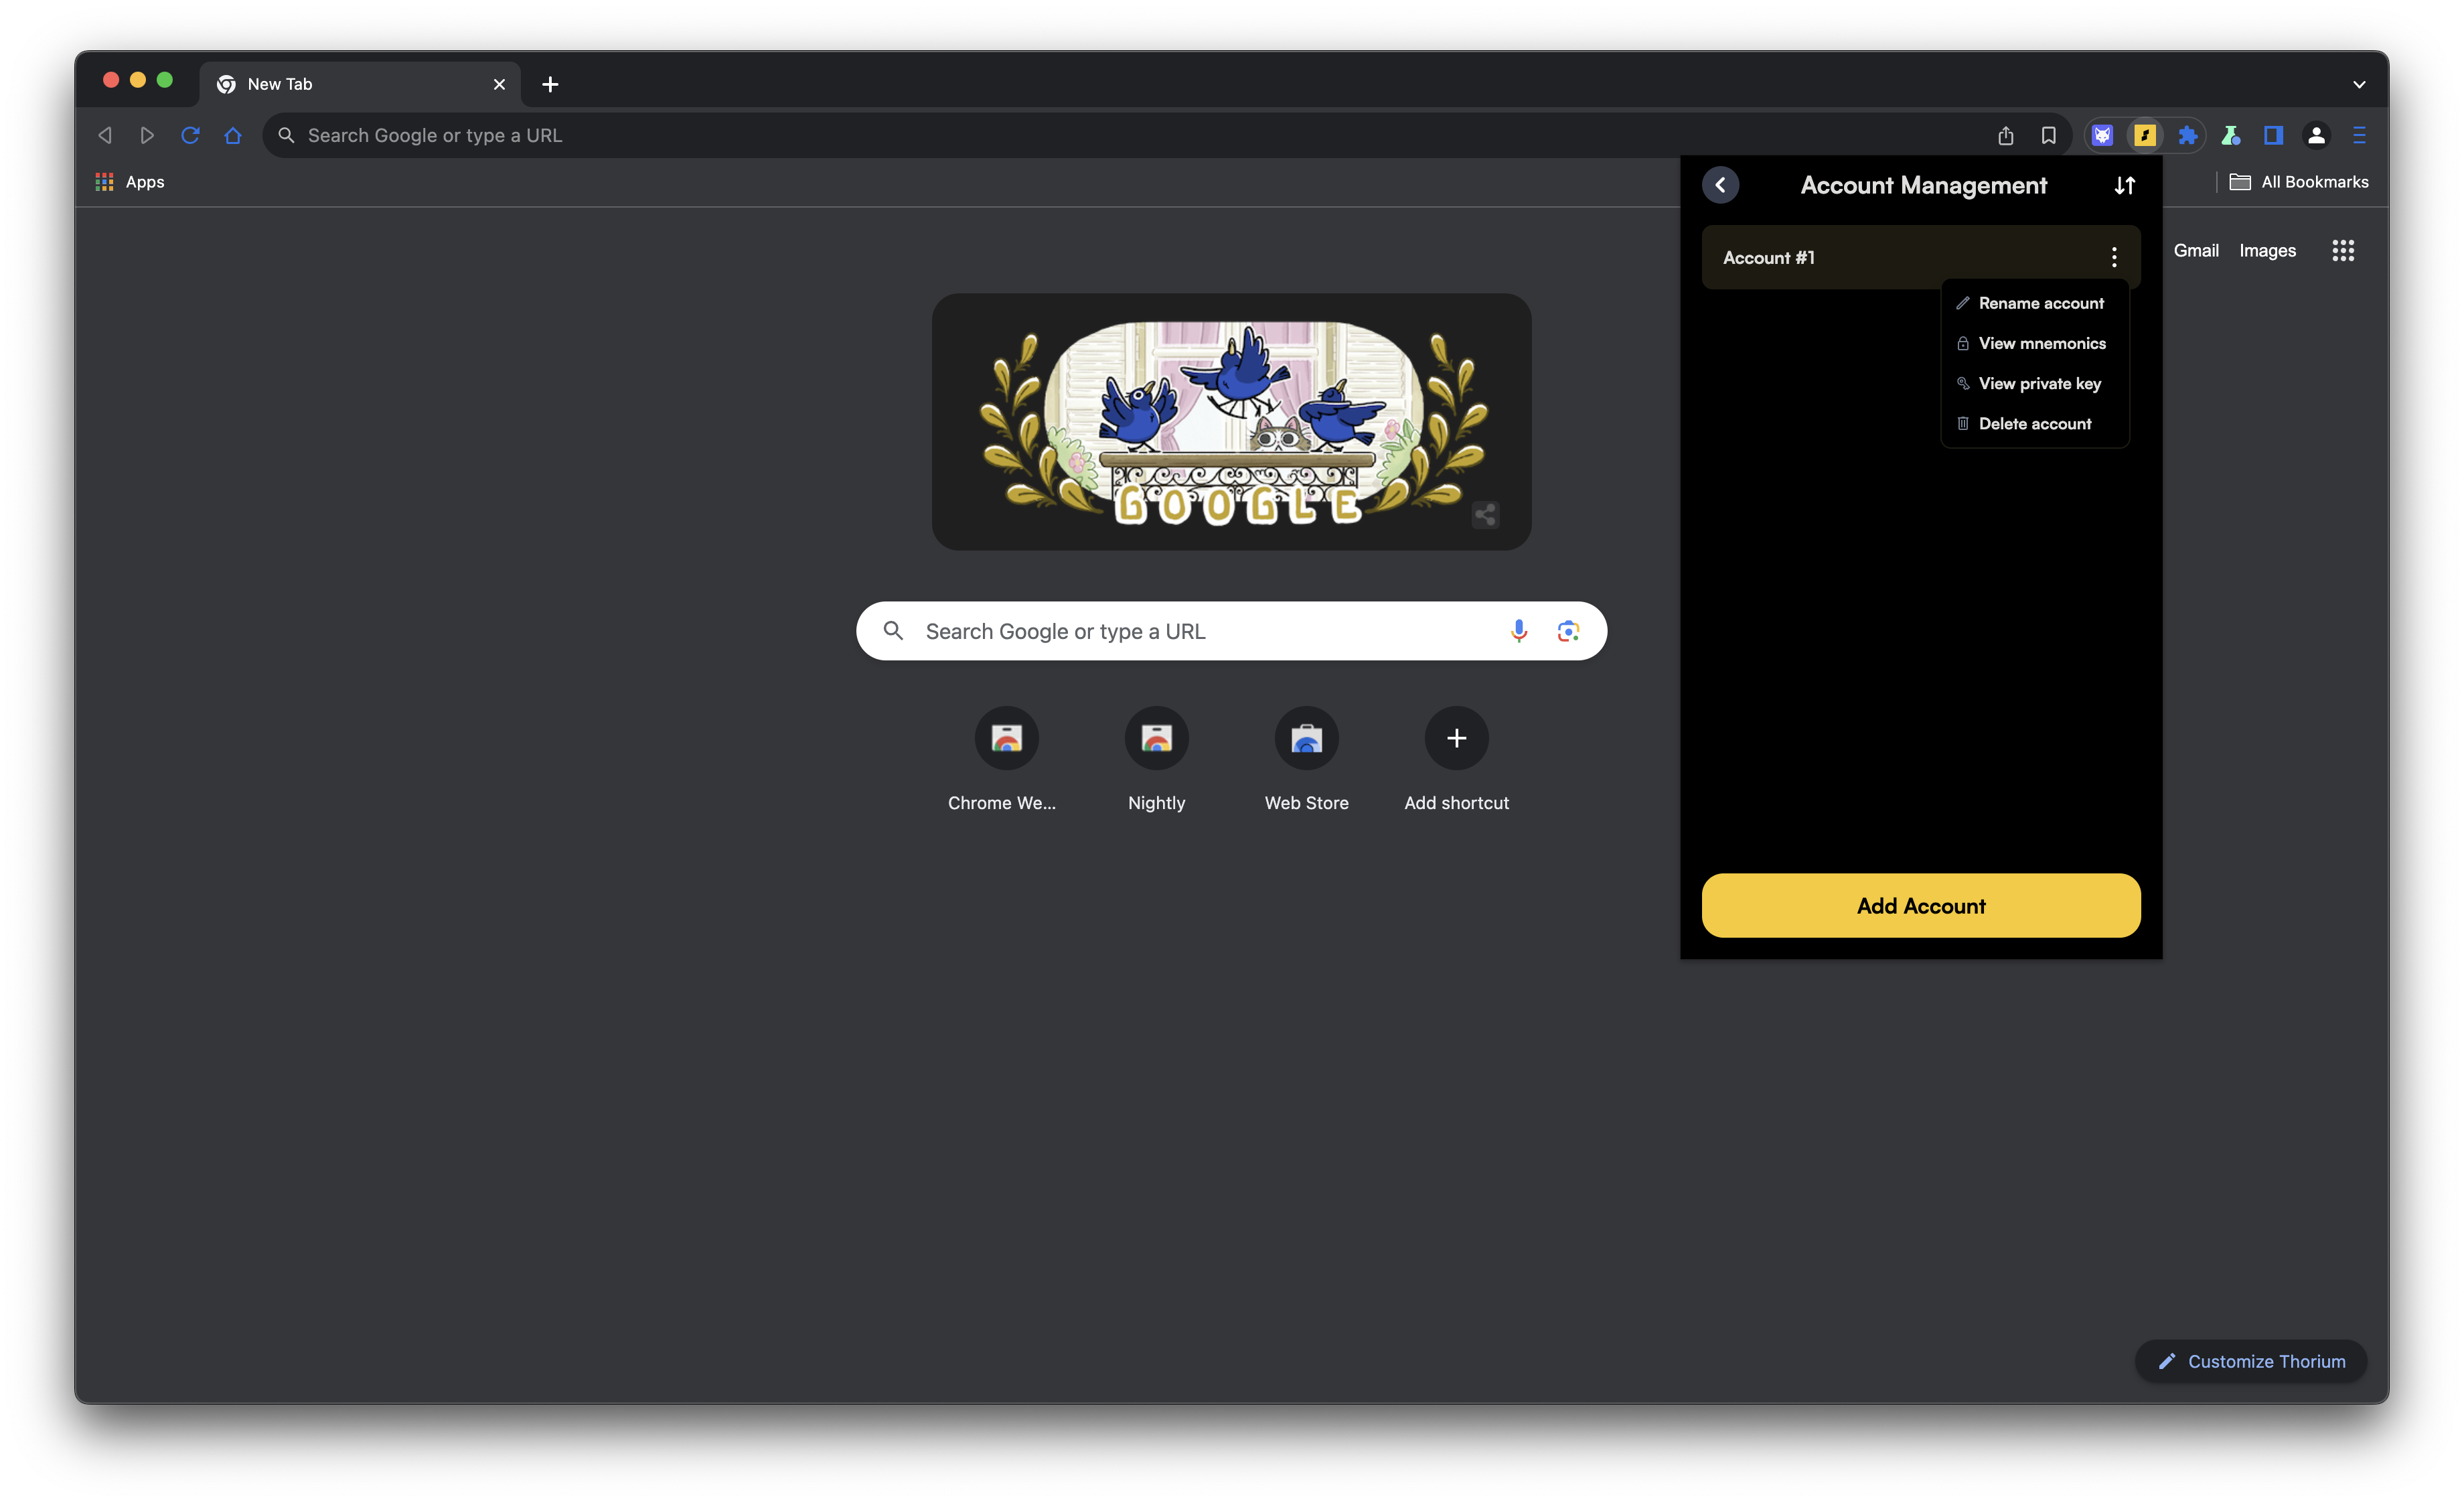 New Tab
Search Google or type a URL
Apps
All Bookmarks
Account Management
Account #1
Rename account
View mnemonics
View private key
Delete account
Add Account
Gmail Images
GOOGLE
Search Google or type a URL
Chrome We...
Nightly
Web Store
Add shortcut
Customize Thorium